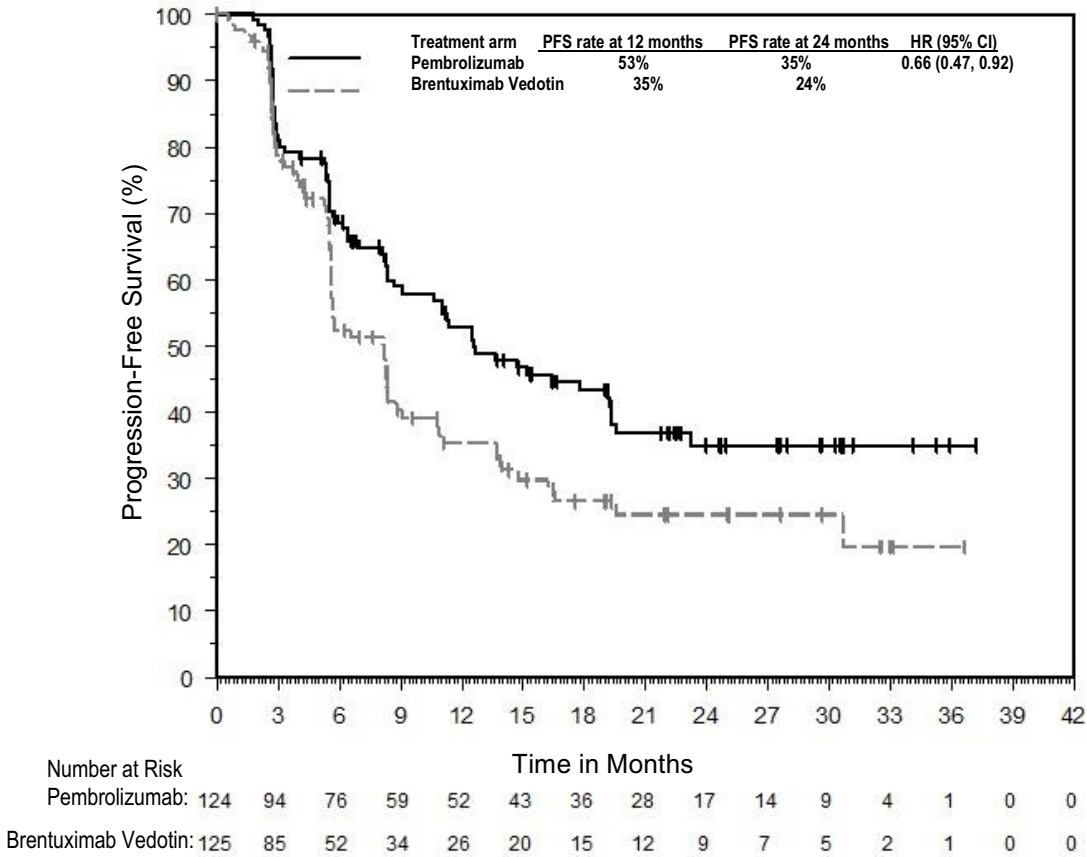 100
Treatment arm PFS rate at 12 months PFS rate at 24 months HR (95% CI)
Pembrolizumab 53% 35% 0.66 (0.47, 0.92)
Brentuximab Vedotin 35% 24%
90
80
70
60
50
40
30
20
10
0
Progression-Free Survival (%)
0 3 6 9 12 15 18 21 24 27 30 33 36 39 42
Time in Months
Number at Risk
Pembrolizumab: 124 94 76 59 52 43 36 28 17 14 9 4 1 0 0
Brentuximab Vedotin: 125 85 52 34 26 20 15 12 9 7 5 2 1 0 0